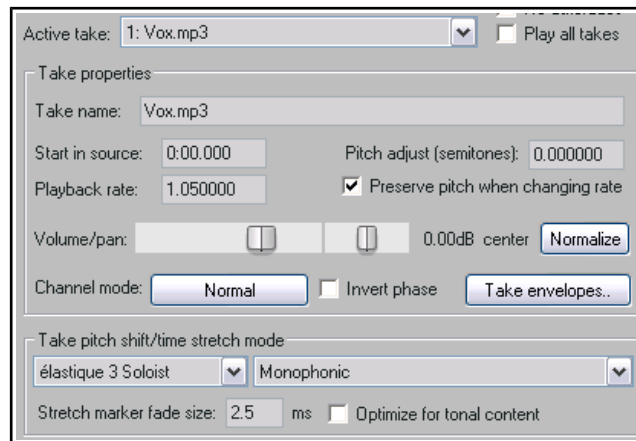 Active take: 1: Vox.mp3 Play all takes
Take properties
Take name: Vox.mp3
Start in source: 0:00.000 Pitch adjust (semitones): 0.000000
Playback rate: 1.050000 Preserve pitch when changing rate
Volume/pan: 0.00dB center Normalize
Channel mode: Normal Invert phase Take envelopes..
Take pitch shift/time stretch mode
élastique 3 Soloist Monophonic
Stretch marker fade size: 2.5 ms Optimize for tonal content